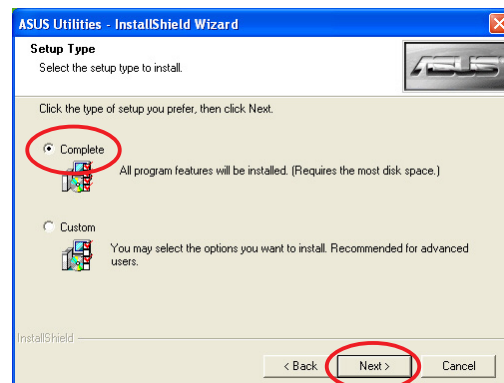 ASUS Utilities - InstallShield Wizard
Setup Type
Select the setup type to install.
ASUS
Click the type of setup you prefer, then click Next.
Complete
All program features will be installed. (Requires the most disk space.)
Custom
You may select the options you want to install. Recommended for advanced
users.
InstallShield
< Back
Next >
Cancel